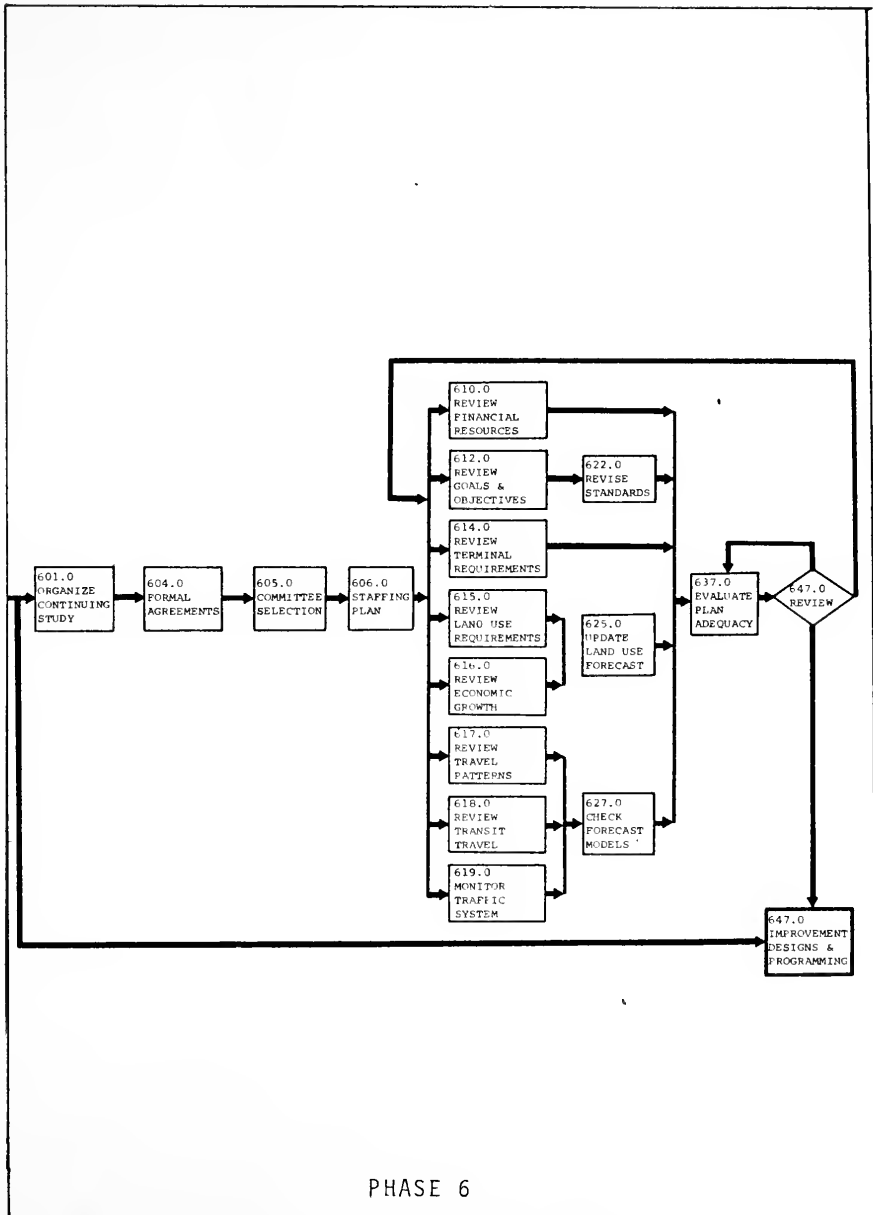 610.0
REVIEW
FINANCIAL
RESOURCES
612.0
REVIEW
GOALS &
OBJECTIVES
622.0
REVISE
STANDARDS
614.0
REVIEW
TERMINAL
REQUIREMENTS
601.0
ORGANIZE
CONTINUING
STUDY
604.0
FORMAL
AGREEMENTS
605.0
COMMITTEE
SELECTION
606.0
STAFFING
PLAN
615.0
REVIEW
LAND USE
REQUIREMENTS
616.0
REVIEW
ECONOMIC
GROWTH
625.0
UPDATE
LAND USE
FORECAST
637.0
EVALUATE
PLAN
ADEQUACY
647.0
REVIEW
617.0
REVIEW
TRAVEL
PATTERNS
618.0
REVIEW
TRANSIT
TRAVEL
627.0
CHECK
FORECAST
MODELS
619.0
MONITOR
TRAFFIC
SYSTEM
647.0
IMPROVEMENT
DESIGNS &
PROGRAMMING
PHASE 6